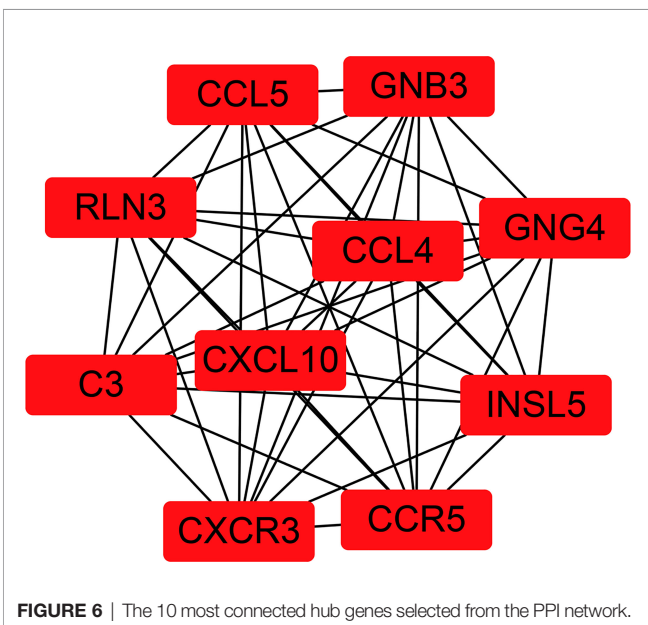 CCL5
GNB3
RLN3
GNG4
CCL4
CXCL10
C3
INSL5
CXCR3
CCR5
FIGURE 6 | The 10 most connected hub genes selected from the PPI network.